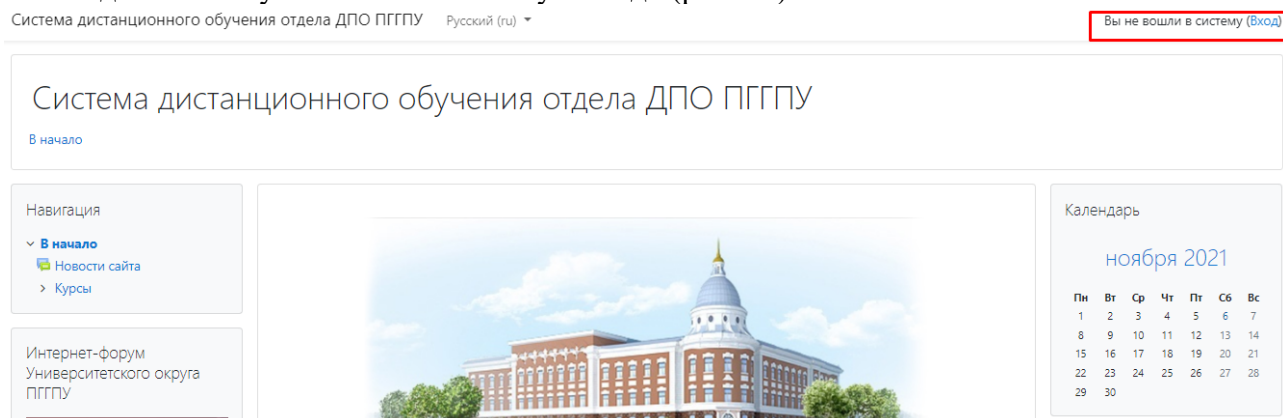 Система дистанционного обучения отдела ДПО ПГГПУ Русский (ru) Вы не вошли в систему (Вход)
Система дистанционного обучения отдела ДПО ПГГПУ
В начало
Навигация
В начало
Новости сайта
Курсы
Интернет-форум
Университетского округа
ПГГПУ
Календарь
ноября 2021
Пн Вт Ср Чт Пт Сб Вс
1 2 3 4 5 6 7
8 9 10 11 12 13 14
15 16 17 18 19 20 21
22 23 24 25 26 27 28
29 30